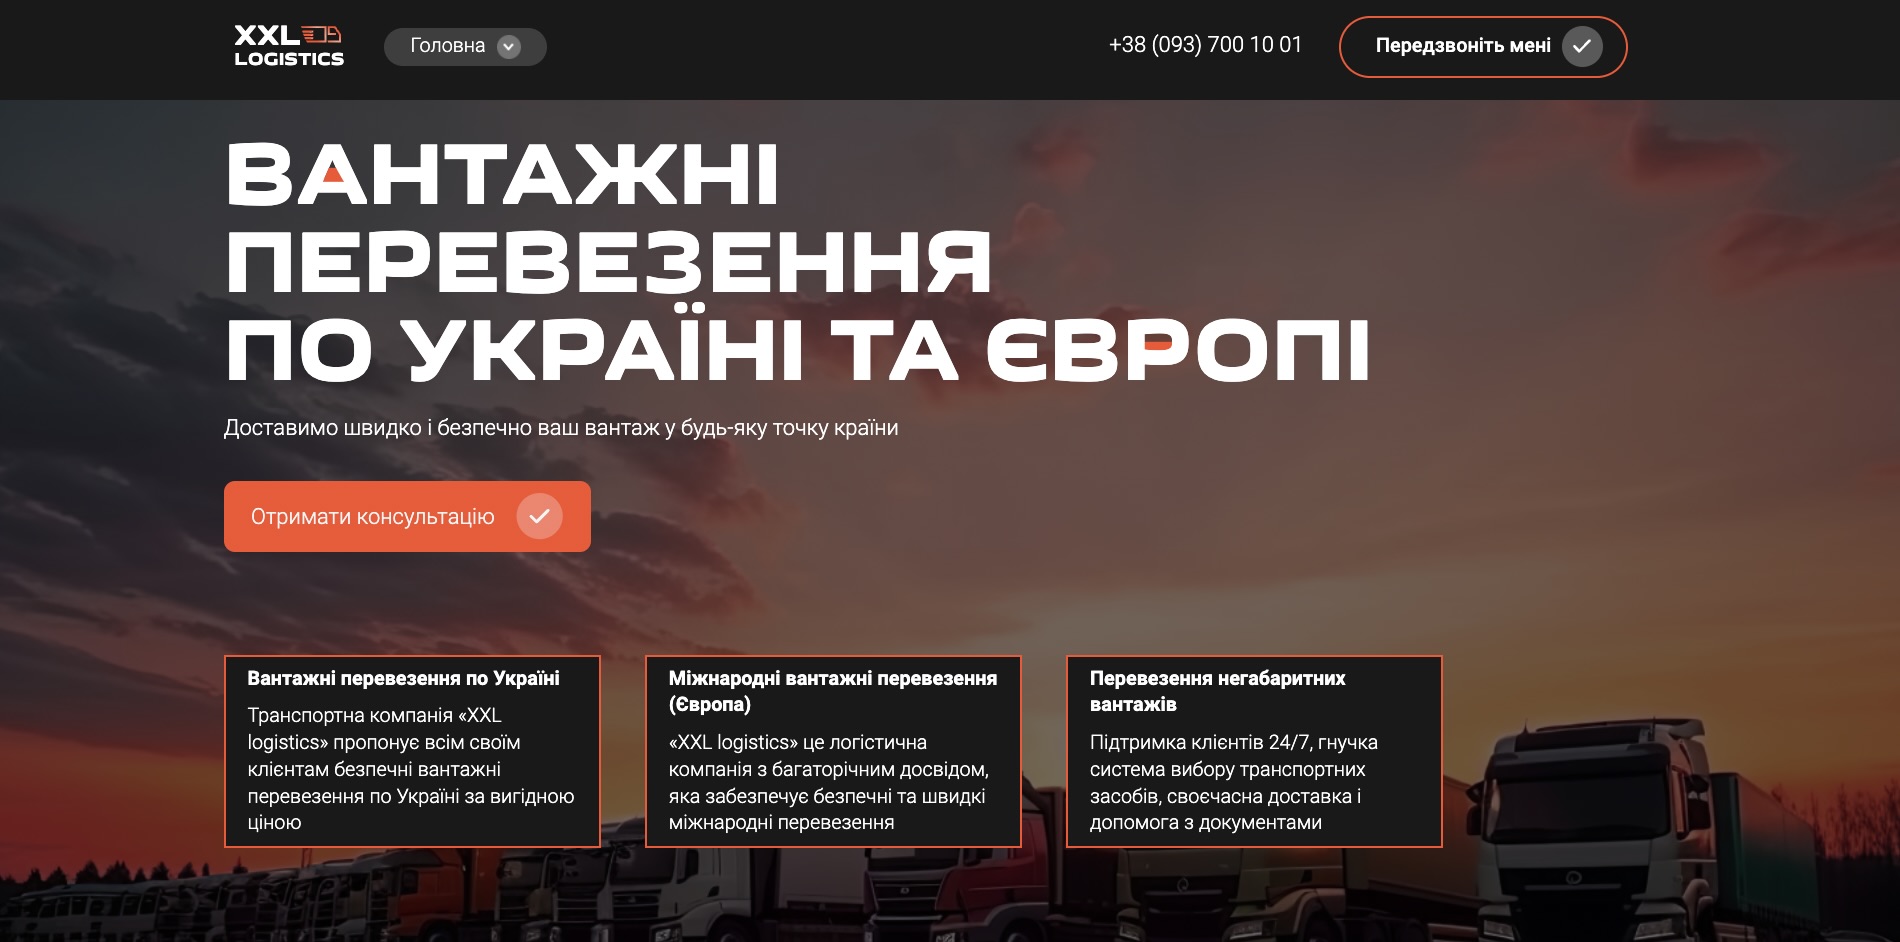 XXL
LOGISTICS
Головна
+38 (093) 700 10 01
Передзвоніть мені
ВАНТАЖНІ
ПЕРЕВЕЗЕННЯ
ПО УКРАЇНІ ТА ЄВРОПІ
Доставимо швидко і безпечно ваш вантаж у будь-яку точку країни
Отримати консультацію
Вантажні перевезення по Україні
Транспортна компанія «XXL
logistics» пропонує всім своїм
клієнтам безпечні вантажні
перевезення по Україні за вигідною
ціною
Міжнародні вантажні перевезення
(Європа)
«XXL logistics» це логістична
компанія з багаторічним досвідом,
яка забезпечує безпечні та швидкі
міжнародні перевезення
Перевезення негабаритних
вантажів
Підтримка клієнтів 24/7, гнучка
система вибору транспортних
засобів, своєчасна доставка і
допомога з документами